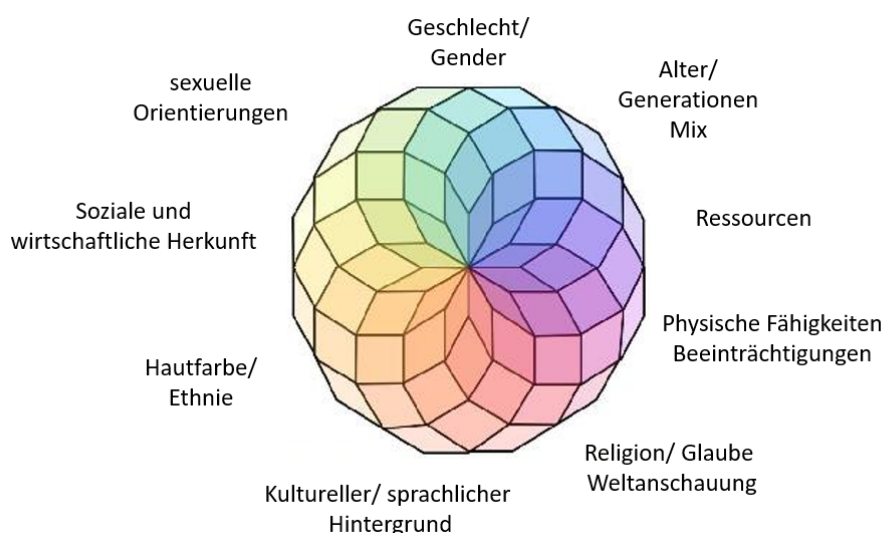 Geschlecht/
Gender
Alter/
Generationen
Mix
Ressourcen
Physische Fähigkeiten
Beeinträchtigungen
Religion/ Glaube
Weltanschauung
Kultureller/ sprachlicher
Hintergrund
Hautfarbe/
Ethnie
Soziale und
wirtschaftliche Herkunft
sexuelle
Orientierungen